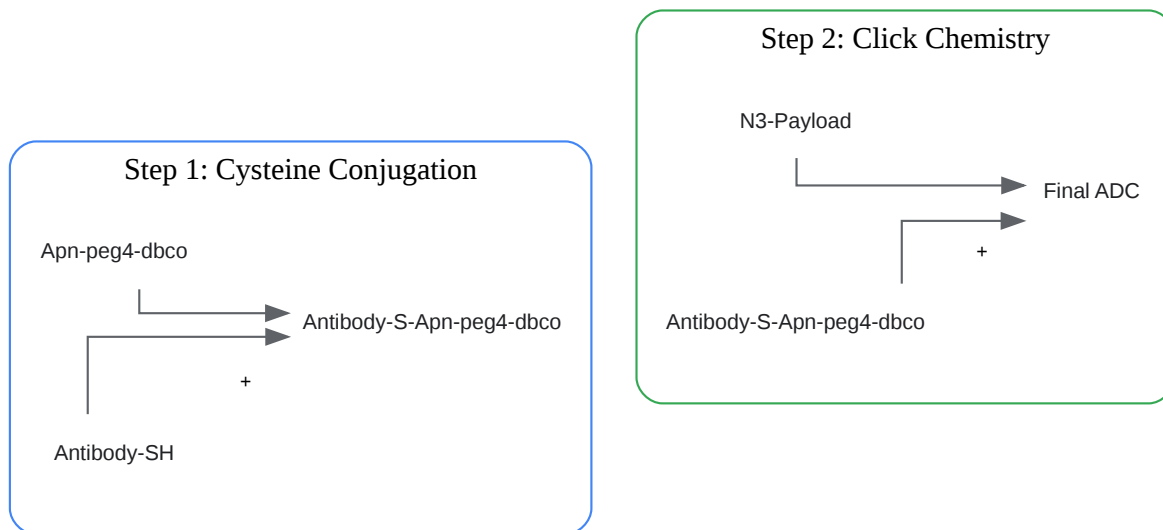 Step 1: Cysteine Conjugation
Apn-peg4-dbco
Antibody-S-Apn-peg4-dbco
+
Antibody-SH
Step 2: Click Chemistry
N3-Payload
Final ADC
+
Antibody-S-Apn-peg4-dbco